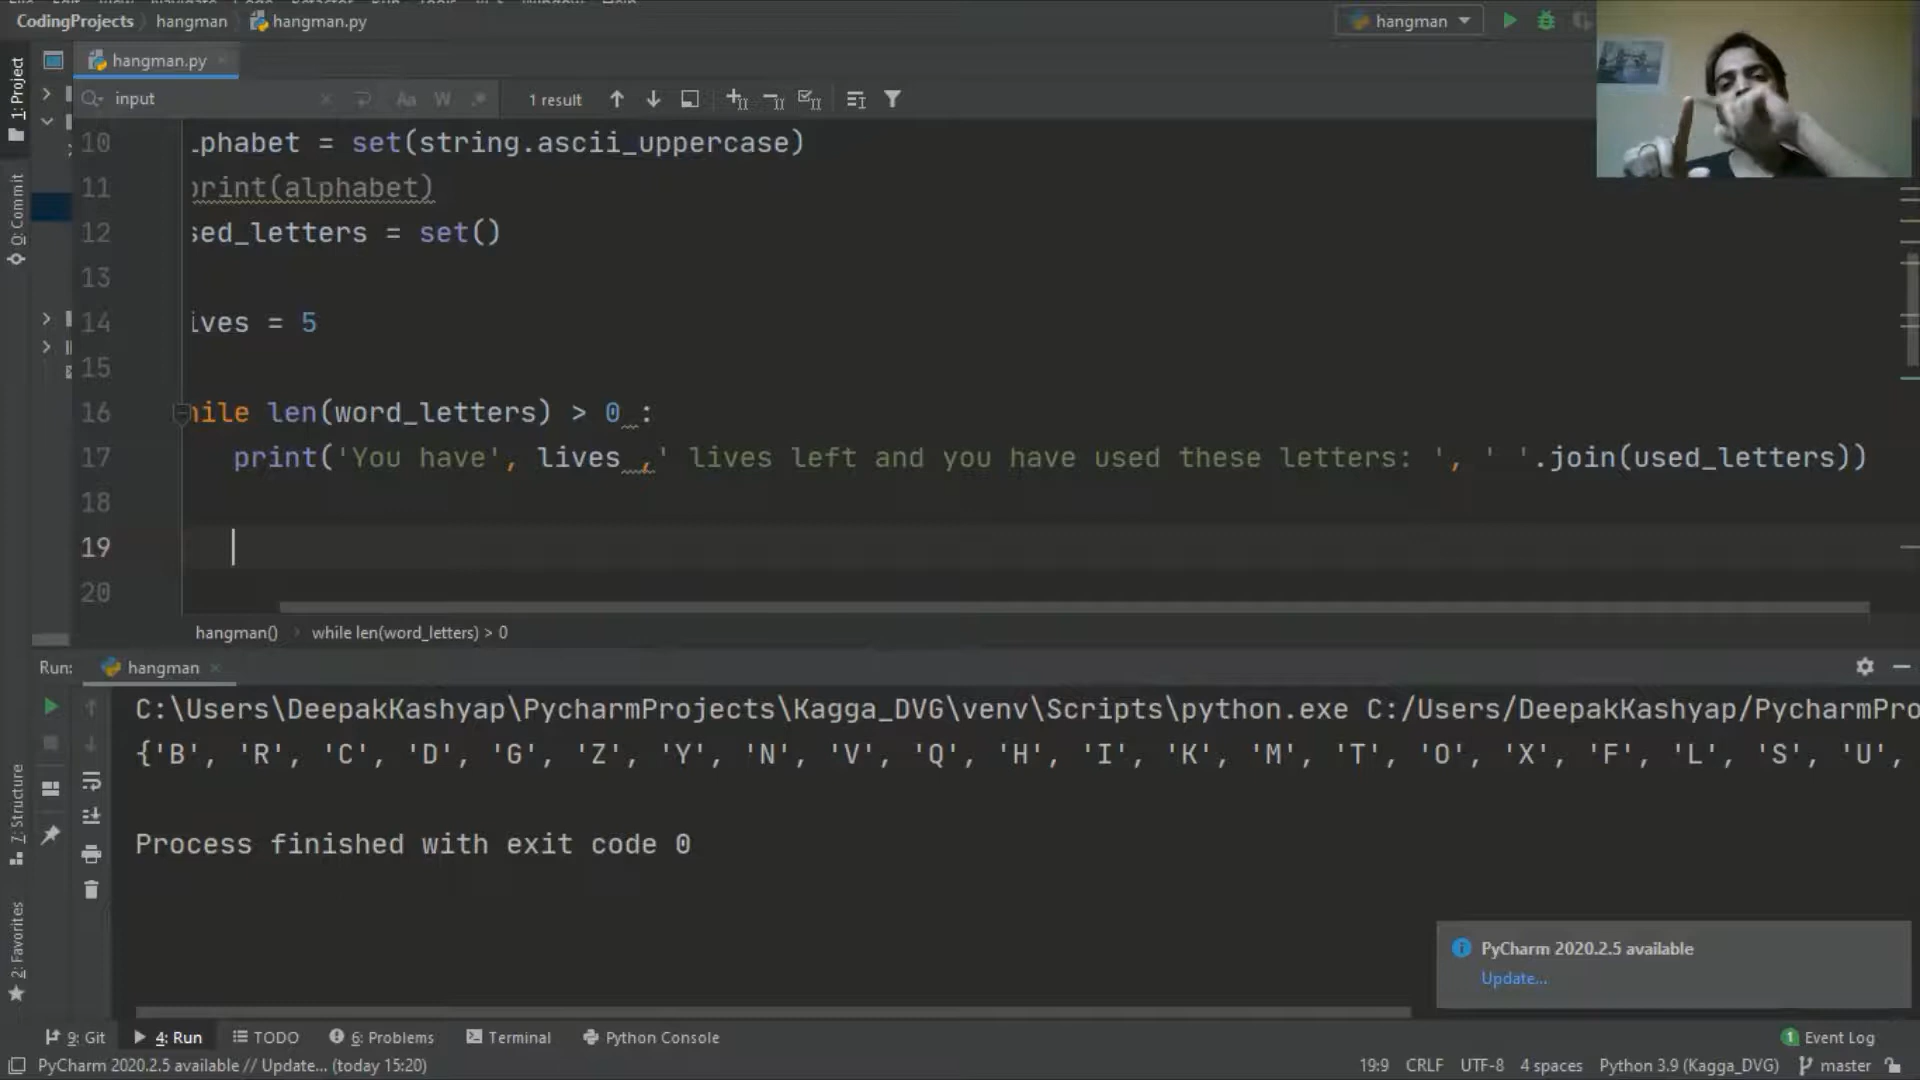 CodingProjects hangman hangman.py hangman
1: Project
hangman.py
input Aa W .* 1 result
0: Commit
10 phabet = set(string.ascii_uppercase)
11 print(alphabet)
12 sed_letters = set()
13
14 ives = 5
15
16 hile len(word_letters) > 0 :
17 print('You have', lives ,' lives left and you have used these letters: ', ' '.join(used_letters))
18
19
20
hangman() while len(word_letters) > 0
Run: hangman
C:\Users\DeepakKashyap\PycharmProjects\Kagga_DVG\venv\Scripts\python.exe C:/Users/DeepakKashyap/PycharmPro
{'B', 'R', 'C', 'D', 'G', 'Z', 'Y', 'N', 'V', 'Q', 'H', 'I', 'K', 'M', 'T', 'O', 'X', 'F', 'L', 'S', 'U',
Process finished with exit code 0
7: Structure
2: Favorites
PyCharm 2020.2.5 available
Update...
9: Git 4: Run TODO 6: Problems Terminal Python Console 1 Event Log
PyCharm 2020.2.5 available // Update... (today 15:20) 19:9 CRLF UTF-8 4 spaces Python 3.9 (Kagga_DVG) master